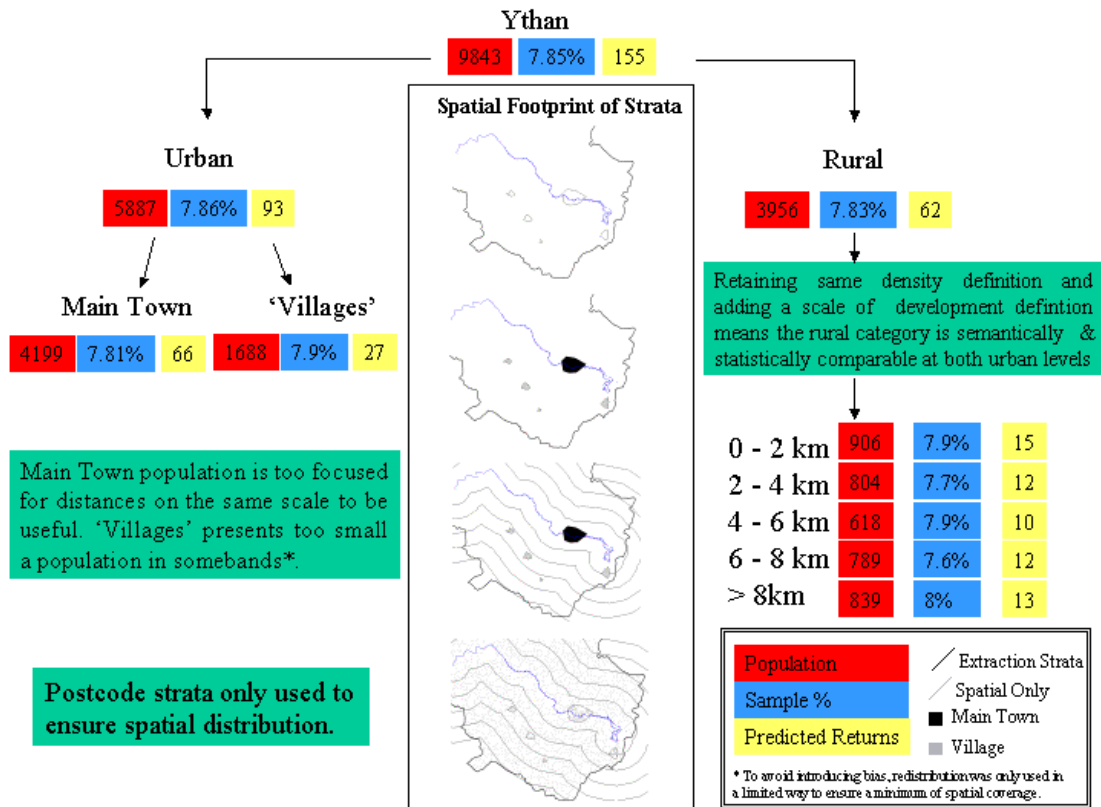 Ythan
9843 7.85% 155
Spatial Footprint of Strata
Urban
5887 7.86% 93
Main Town
4199 7.81% 66
‘Villages’
1688 7.9% 27
Main Town population is too focused
for distances on the same scale to be
useful. ‘Villages’ presents too small
a population in somebands*.
Postcode strata only used to
ensure spatial distribution.
Rural
3956 7.83% 62
Retaining same density definition and
adding a scale of development defintion
means the rural category is semantically &
statistically comparable at both urban levels
0 - 2 km 906 7.9% 15
2 - 4 km 804 7.7% 12
4 - 6 km 618 7.9% 10
6 - 8 km 789 7.6% 12
> 8km 839 8% 13
Population
Sample %
Predicted Returns
Extraction Strata
Spatial Only
Main Town
Village
* To avoid introducing bias, redistribution was only used in
a limited way to ensure a minimum of spatial coverage.